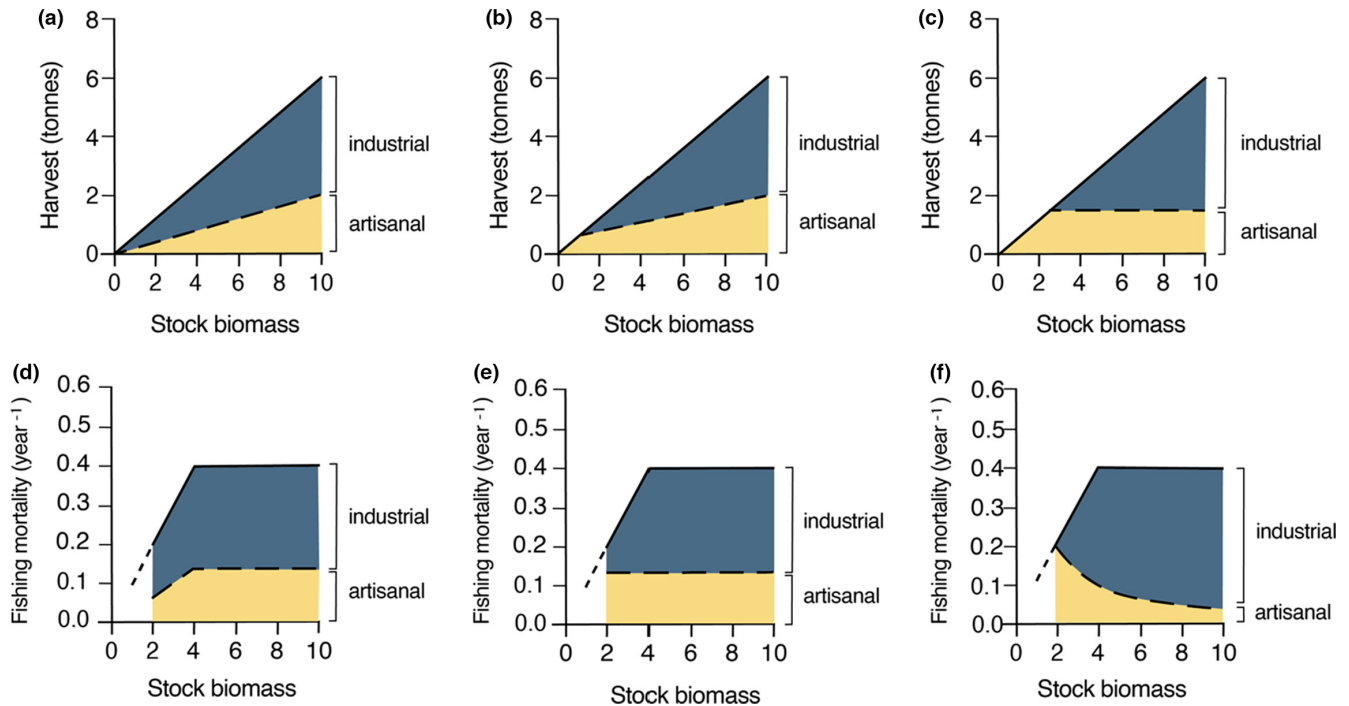 (a)
8
6
4
2
0
Harvest (tonnes)
0 2 4 6 8 10
Stock biomass
industrial
artisanal
(b)
8
6
4
2
0
Harvest (tonnes)
0 2 4 6 8 10
Stock biomass
industrial
artisanal
(c)
8
6
4
2
0
Harvest (tonnes)
0 2 4 6 8 10
Stock biomass
industrial
artisanal
(d)
0.6
0.5
0.4
0.3
0.2
0.1
0.0
Fishing mortality (year⁻¹)
0 2 4 6 8 10
Stock biomass
industrial
artisanal
(e)
0.6
0.5
0.4
0.3
0.2
0.1
0.0
Fishing mortality (year⁻¹)
0 2 4 6 8 10
Stock biomass
industrial
artisanal
(f)
0.6
0.5
0.4
0.3
0.2
0.1
0.0
Fishing mortality (year⁻¹)
0 2 4 6 8 10
Stock biomass
industrial
artisanal